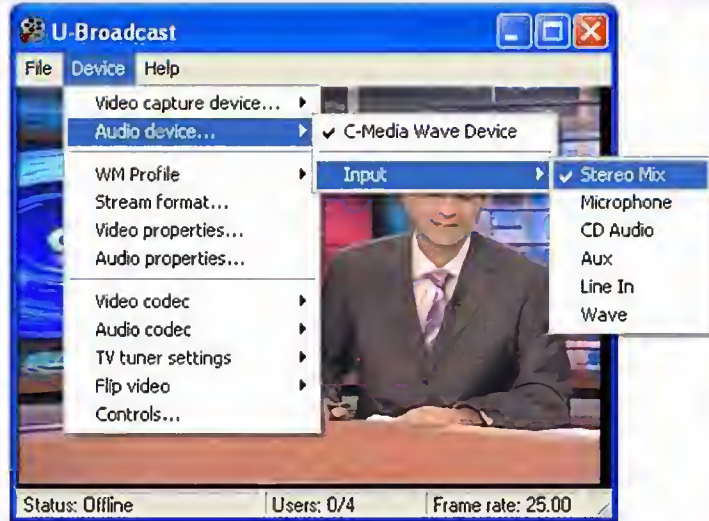 U-Broadcast
File Device Help
Video capture device...
Audio device...
WM Profile
Stream format...
Video properties...
Audio properties...
Video codec
Audio codec
TV tuner settings
Flip video
Controls...
C-Media Wave Device
Input
Stereo Mix
Microphone
CD Audio
Aux
Line In
Wave
Status: Offline Users: 0/4 Frame rate: 25.00